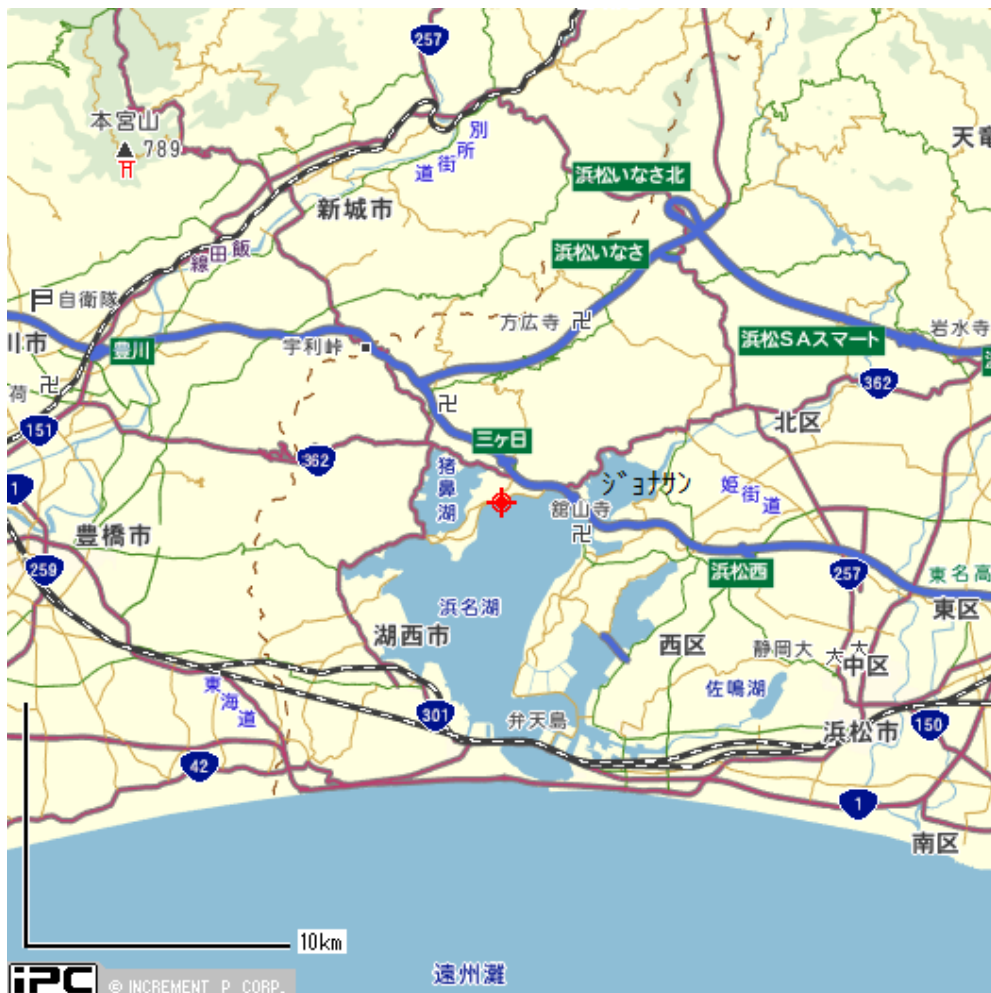 257
本宮山
789
別所街道
天竜
浜松いなさ北
新城市
飯田線
浜松いなさ
自衛隊
方広寺
岩水寺
川市
豊川
宇利峠
浜松SAスマート
荷
362
151
北区
三ヶ日
362
猪鼻湖
ジョナサン
姫街道
1
舘山寺
豊橋市
259
浜松西
257
東名高
浜名湖
東区
湖西市
西区
静岡大
大
大
中区
佐鳴湖
東海道
301
弁天島
浜松市
150
42
1
南区
10km
遠州灘
iPC © INCREMENT P CORP.